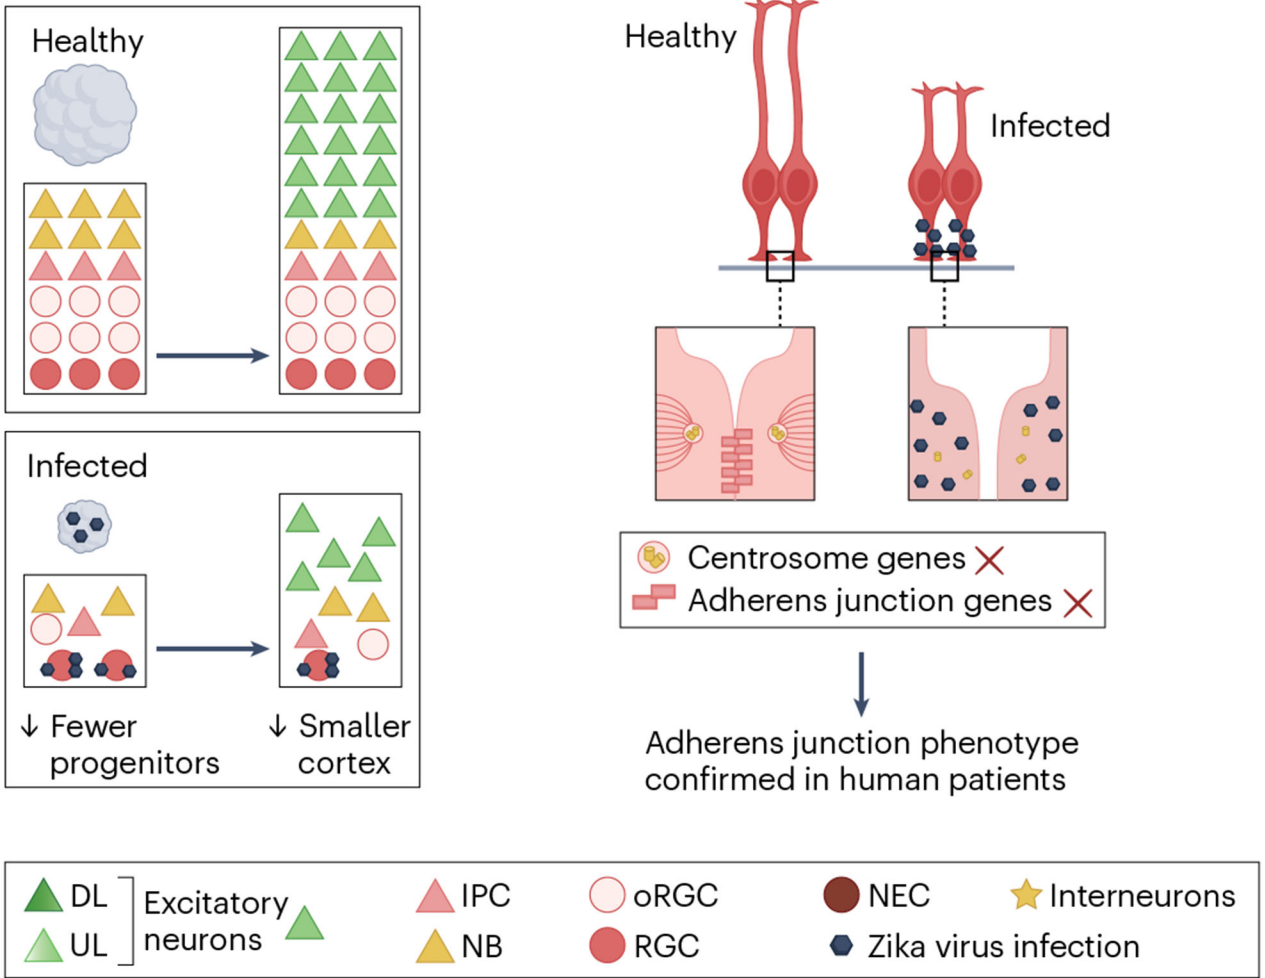 Healthy
Infected
↓ Fewer
progenitors
↓ Smaller
cortex
Healthy
Infected
Centrosome genes
Adherens junction genes
Adherens junction phenotype
confirmed in human patients
DL
UL
Excitatory
neurons
IPC
NB
oRGC
RGC
NEC
Zika virus infection
Interneurons